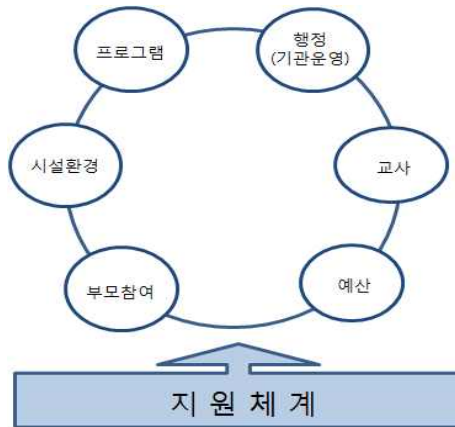 프로그램
행정
(기관운영)
시설환경
교사
부모참여
예산
지원체계